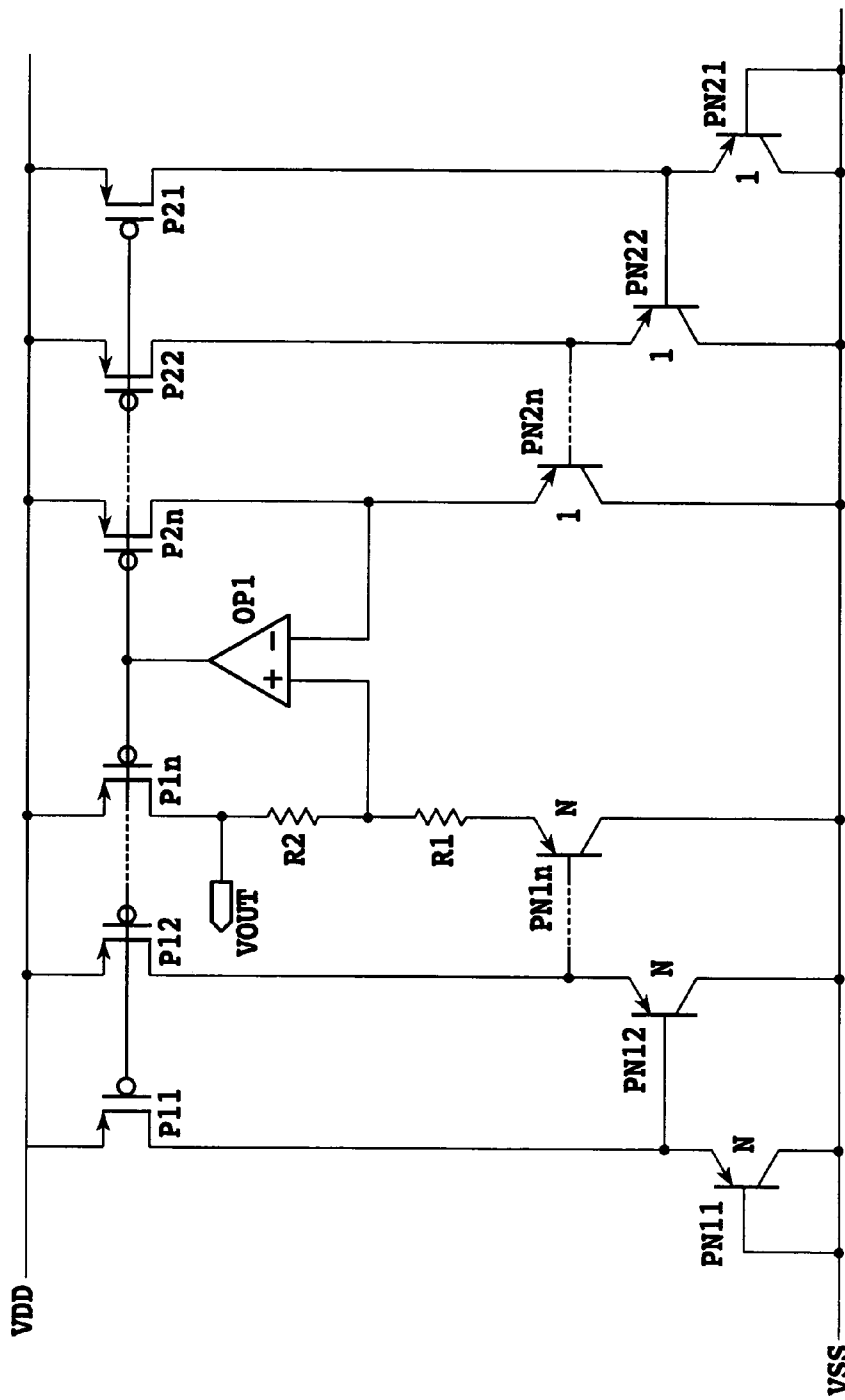 VDD
P11
P12
P1n
P2n
P22
P21
VOUT
R2
R1
+
−
OP1
PN11
N
PN12
N
PN1n
N
PN2n
1
PN22
1
PN21
1
VSS